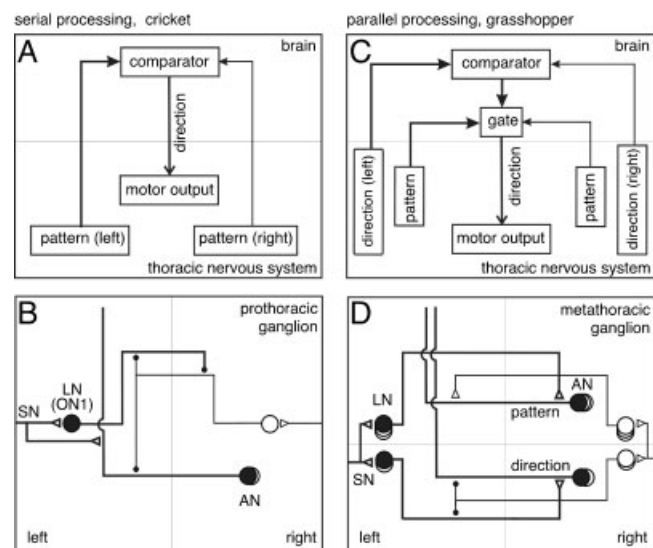 serial processing, cricket
parallel processing, grasshopper
A
brain
comparator
direction
motor output
pattern (left)
pattern (right)
thoracic nervous system
C
brain
comparator
gate
direction (left)
pattern
direction
pattern
direction (right)
motor output
thoracic nervous system
B
prothoracic
ganglion
LN
(ON1)
SN
AN
left
right
D
metathoracic
ganglion
LN
AN
pattern
direction
SN
left
right